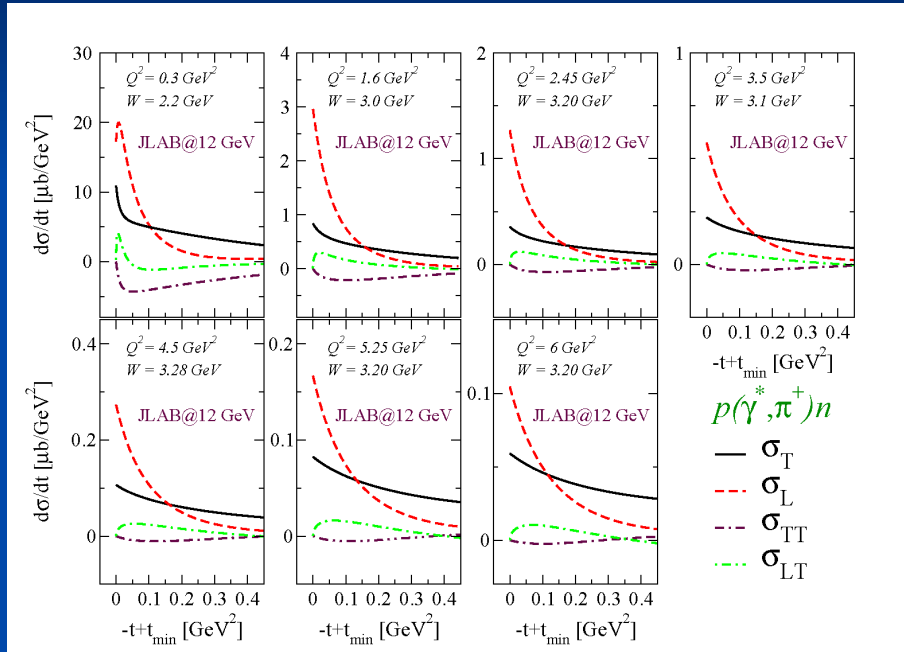 30
20
10
0
dσ/dt [μb/GeV²]
Q² = 0.3 GeV²
W = 2.2 GeV
JLAB@12 GeV
4
3
2
1
0
Q² = 1.6 GeV²
W = 3.0 GeV
JLAB@12 GeV
2
1
0
Q² = 2.45 GeV²
W = 3.20 GeV
JLAB@12 GeV
1
0
Q² = 3.5 GeV²
W = 3.1 GeV
JLAB@12 GeV
0 0.1 0.2 0.3 0.4
-t+t_min [GeV²]
0.4
0.2
0
dσ/dt [μb/GeV²]
Q² = 4.5 GeV²
W = 3.28 GeV
JLAB@12 GeV
0 0.1 0.2 0.3 0.4
-t+t_min [GeV²]
0.2
0.1
0
Q² = 5.25 GeV²
W = 3.20 GeV
JLAB@12 GeV
0 0.1 0.2 0.3 0.4
-t+t_min [GeV²]
0.1
0
Q² = 6 GeV²
W = 3.20 GeV
JLAB@12 GeV
0 0.1 0.2 0.3 0.4
-t+t_min [GeV²]
p(γ*,π⁺)n
σ_T
σ_L
σ_TT
σ_LT